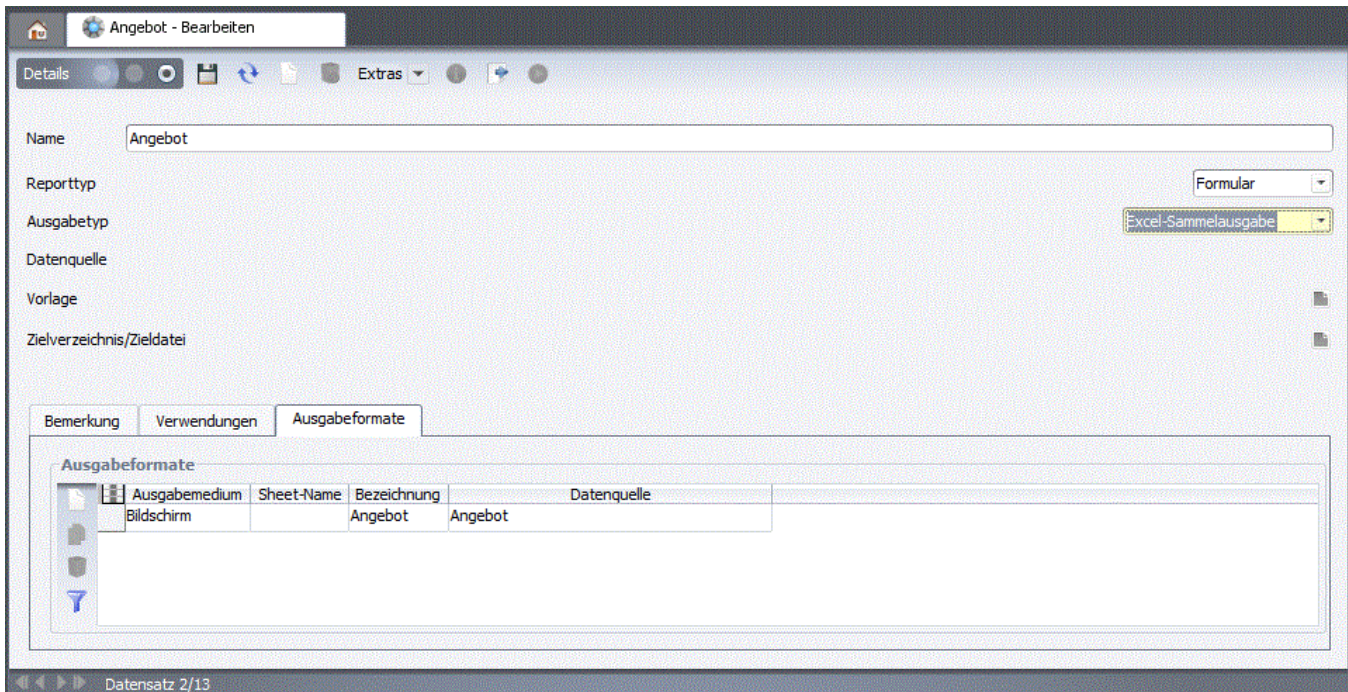 Angebot - Bearbeiten
Details Extras
Name Angebot
Reporttyp Formular
Ausgabetyp Excel-Sammelausgabe
Datenquelle
Vorlage
Zielverzeichnis/Zieldatei
Bemerkung Verwendungen Ausgabeformate
Ausgabeformate
Ausgabemedium Sheet-Name Bezeichnung Datenquelle
Bildschirm Angebot Angebot
Datensatz 2/13